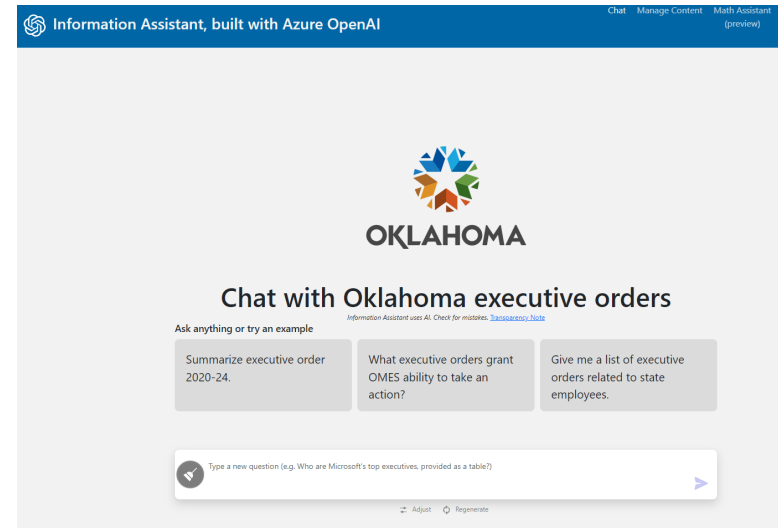 Information Assistant, built with Azure OpenAI
Chat Manage Content Math Assistant
(preview)
OKLAHOMA
Chat with Oklahoma executive orders
Information Assistant uses AI. Check for mistakes. Transparency Note
Ask anything or try an example
Summarize executive order
2020-24.
What executive orders grant
OMES ability to take an
action?
Give me a list of executive
orders related to state
employees.
Type a new question (e.g. Who are Microsoft's top executives, provided as a table?)
Adjust Regenerate